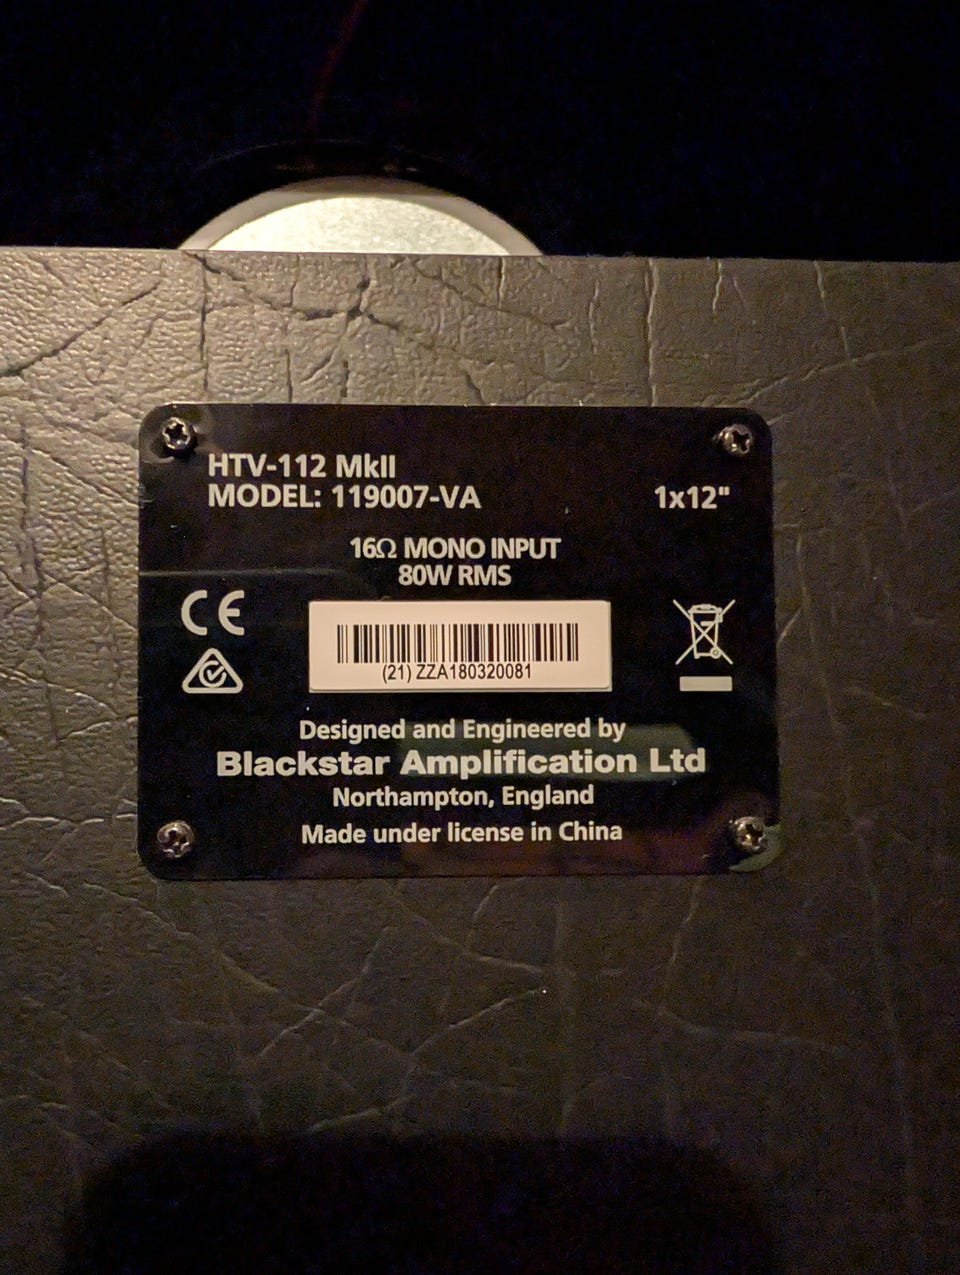 HTV-112 MkII
MODEL: 119007-VA
1x12"
16Ω MONO INPUT
80W RMS
CE
(21) ZZA180320081
Designed and Engineered by
Blackstar Amplification Ltd
Northampton, England
Made under license in China